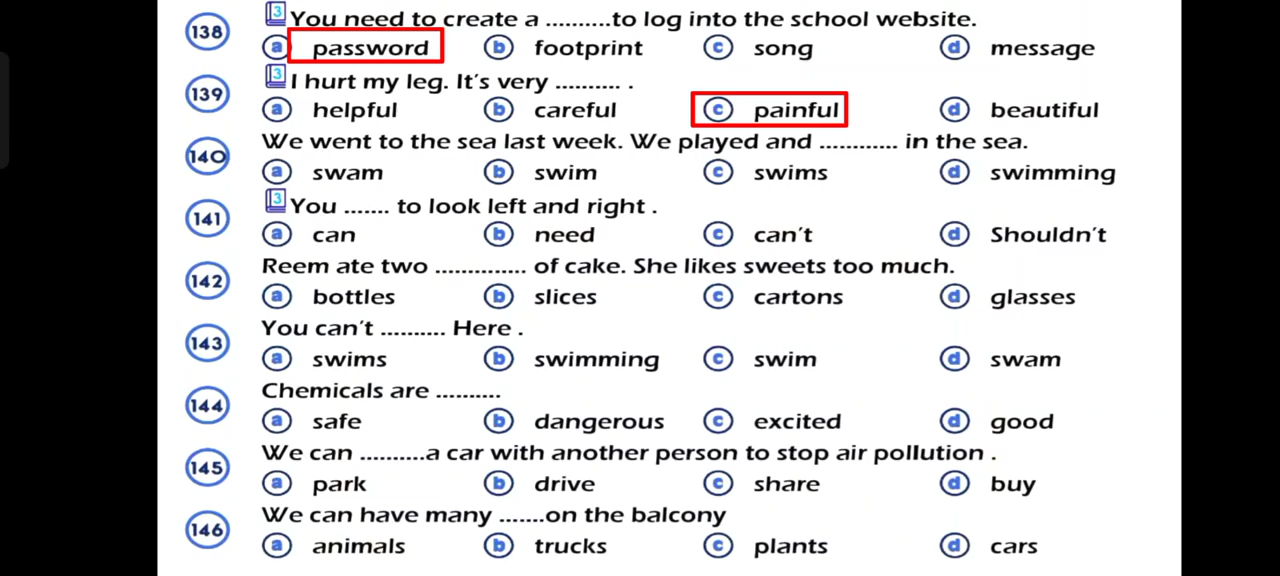 138 3 You need to create a ..........to log into the school website.
a password b footprint c song d message
139 3 I hurt my leg. It's very .......... .
a helpful b careful c painful d beautiful
140 We went to the sea last week. We played and ............ in the sea.
a swam b swim c swims d swimming
141 3 You ....... to look left and right .
a can b need c can't d Shouldn't
142 Reem ate two .............. of cake. She likes sweets too much.
a bottles b slices c cartons d glasses
143 You can't .......... Here .
a swims b swimming c swim d swam
144 Chemicals are ..........
a safe b dangerous c excited d good
145 We can ..........a car with another person to stop air pollution .
a park b drive c share d buy
146 We can have many .......on the balcony
a animals b trucks c plants d cars